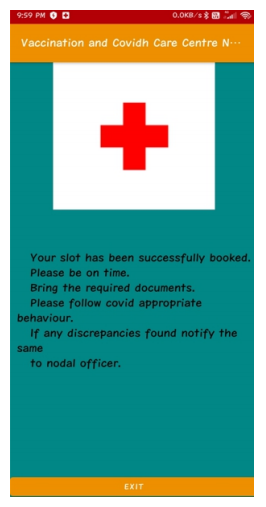 9:59 PM
0.0KB/s
Vaccination and Covidh Care Centre N...
Your slot has been successfully booked.
Please be on time.
Bring the required documents.
Please follow covid appropriate
behaviour.
If any discrepancies found notify the
same
to nodal officer.
EXIT